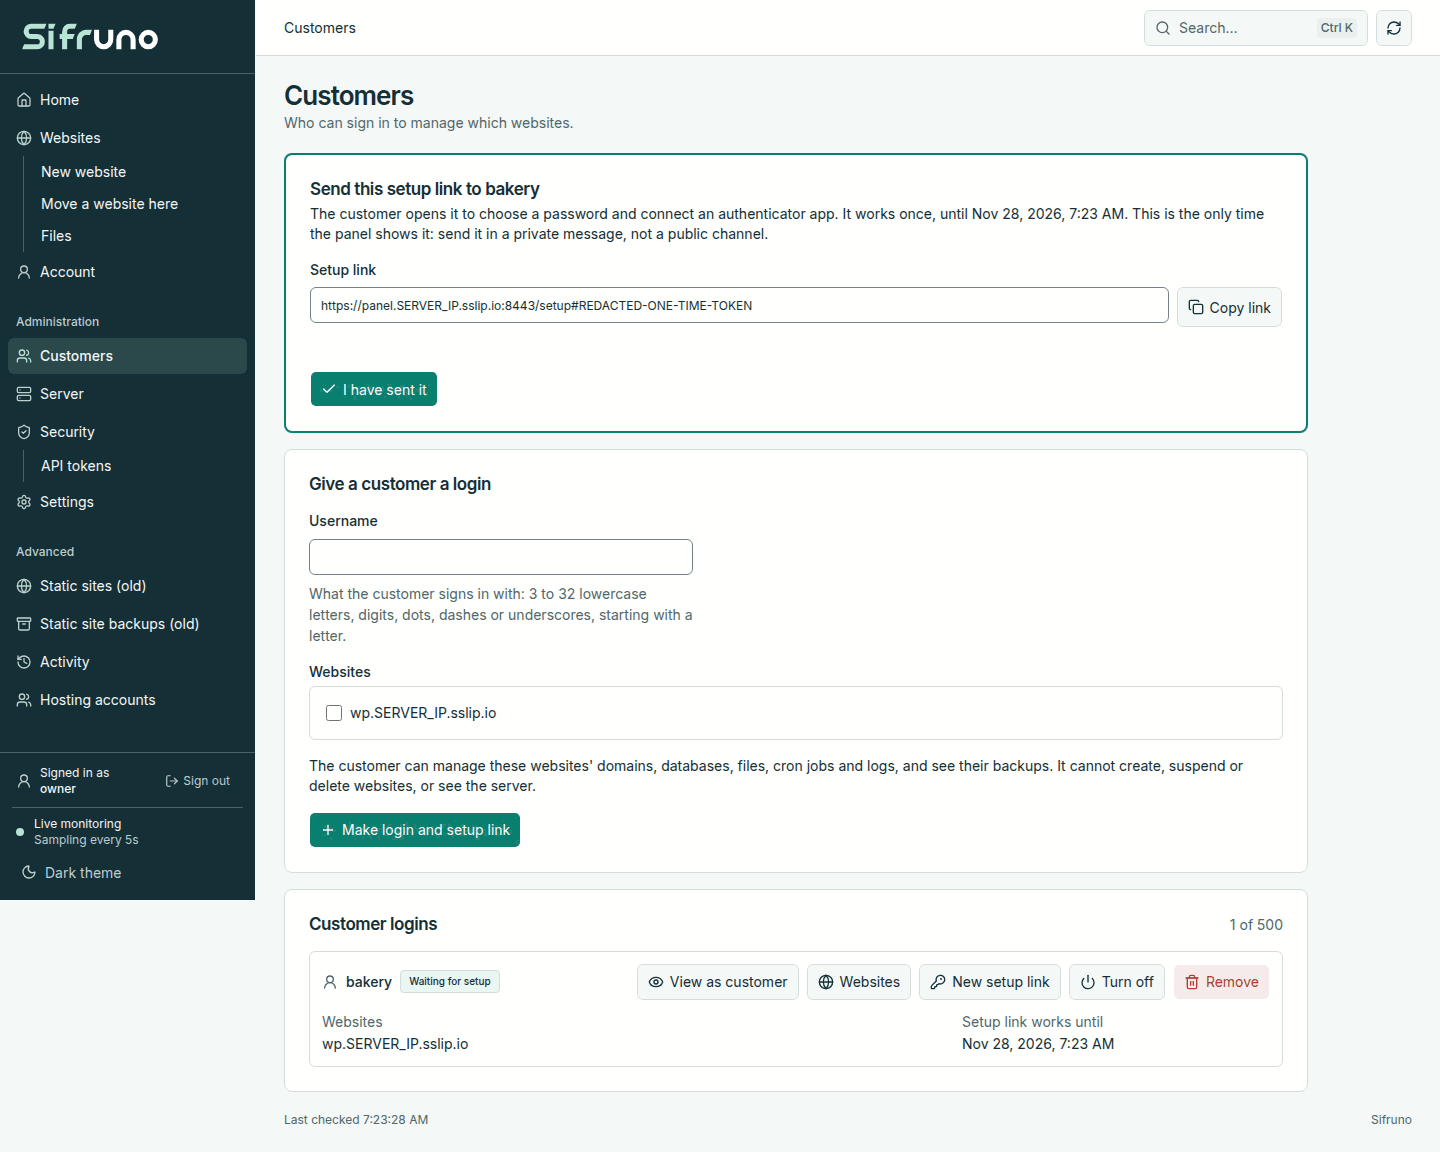 Sifruno
Home
Websites
New website
Move a website here
Files
Account
Administration
Customers
Server
Security
API tokens
Settings
Advanced
Static sites (old)
Static site backups (old)
Activity
Hosting accounts
Signed in as
owner
Sign out
Live monitoring
Sampling every 5s
Dark theme
Customers
Search...
Ctrl K
Customers
Who can sign in to manage which websites.
Send this setup link to bakery
The customer opens it to choose a password and connect an authenticator app. It works once, until Nov 28, 2026, 7:23 AM. This is the only time
the panel shows it: send it in a private message, not a public channel.
Setup link
https://panel.SERVER_IP.sslip.io:8443/setup#REDACTED-ONE-TIME-TOKEN
Copy link
I have sent it
Give a customer a login
Username
What the customer signs in with: 3 to 32 lowercase
letters, digits, dots, dashes or underscores, starting with a
letter.
Websites
wp.SERVER_IP.sslip.io
The customer can manage these websites' domains, databases, files, cron jobs and logs, and see their backups. It cannot create, suspend or
delete websites, or see the server.
Make login and setup link
Customer logins
1 of 500
bakery
Waiting for setup
View as customer
Websites
New setup link
Turn off
Remove
Websites
Setup link works until
wp.SERVER_IP.sslip.io
Nov 28, 2026, 7:23 AM
Last checked 7:23:28 AM
Sifruno